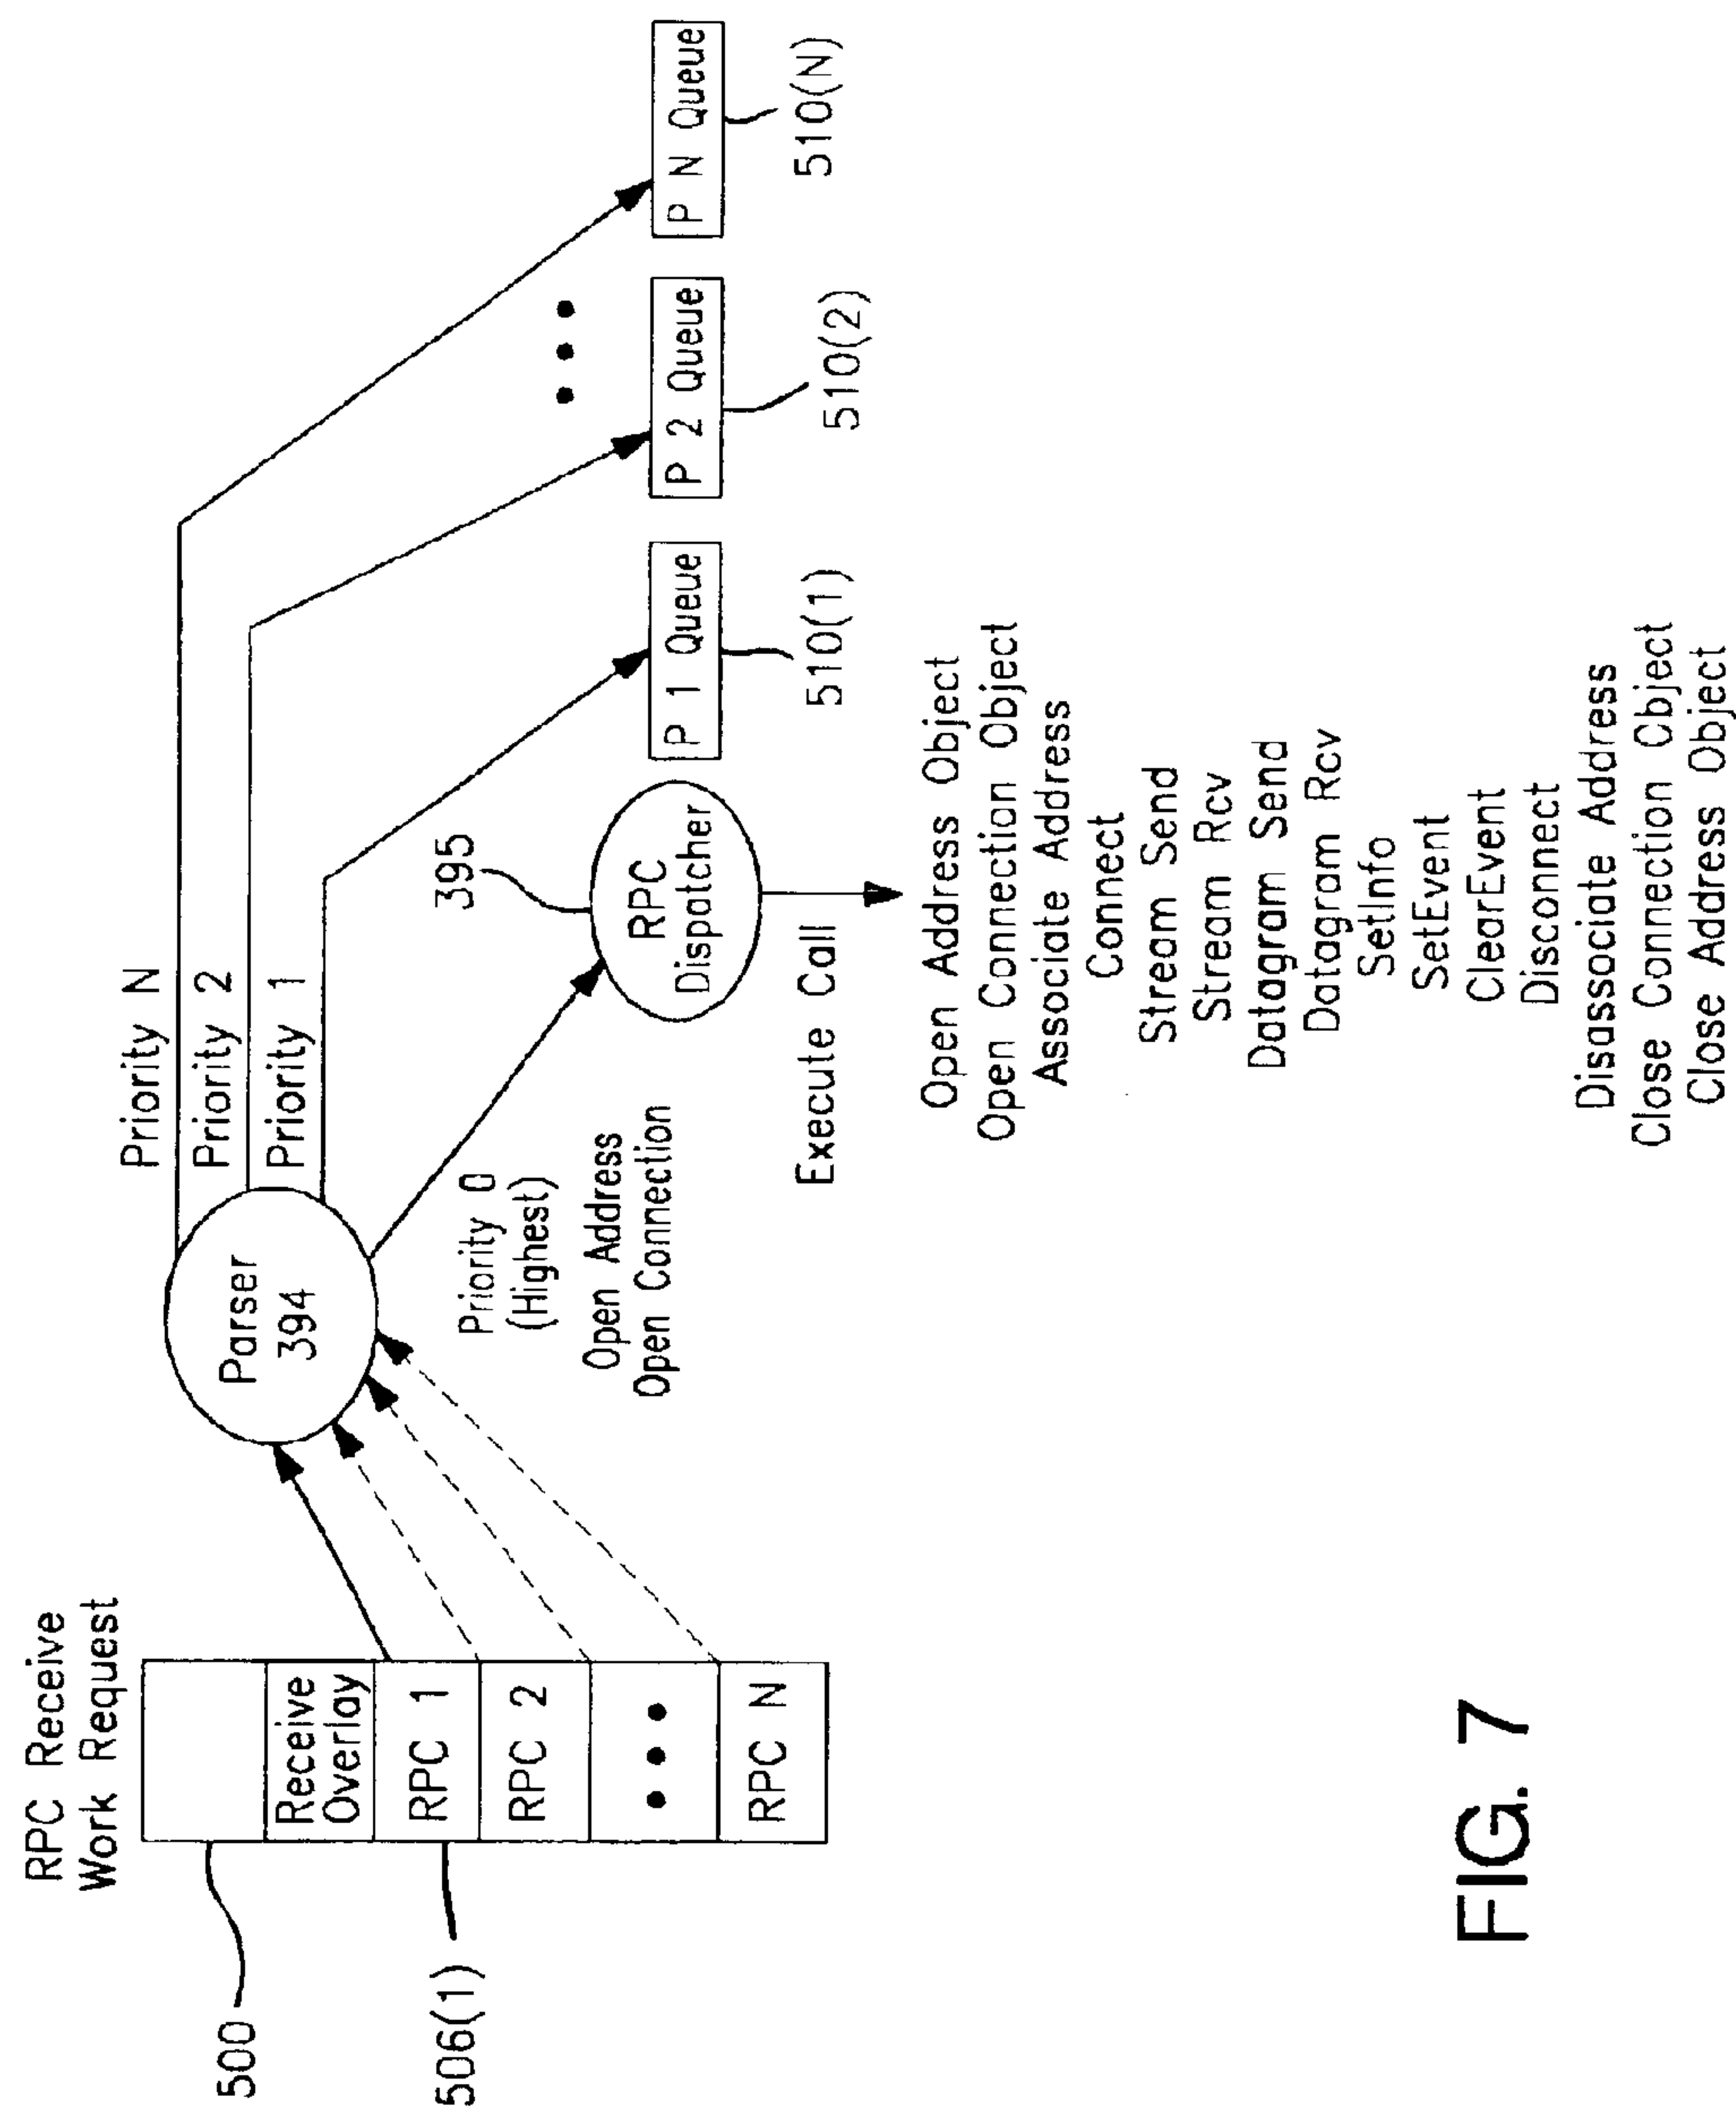 RPC Receive
Work Request
500
Receive
Overlay
506(1)
RPC 1
RPC 2
RPC N
Parser
394
Priority N
Priority 2
Priority 1
Priority 0
(Highest)
Open Address
Open Connection
395
RPC
Dispatcher
P 1 Queue
P 2 Queue
P N Queue
510(1)
510(2)
510(N)
Execute Call
Open Address Object
Open Connection Object
Associate Address
Connect
Stream Send
Stream Rcv
Datagram Send
Datagram Rcv
SetInfo
SetEvent
ClearEvent
Disconnect
Disassociate Address
Close Connection Object
Close Address Object
FIG. 7